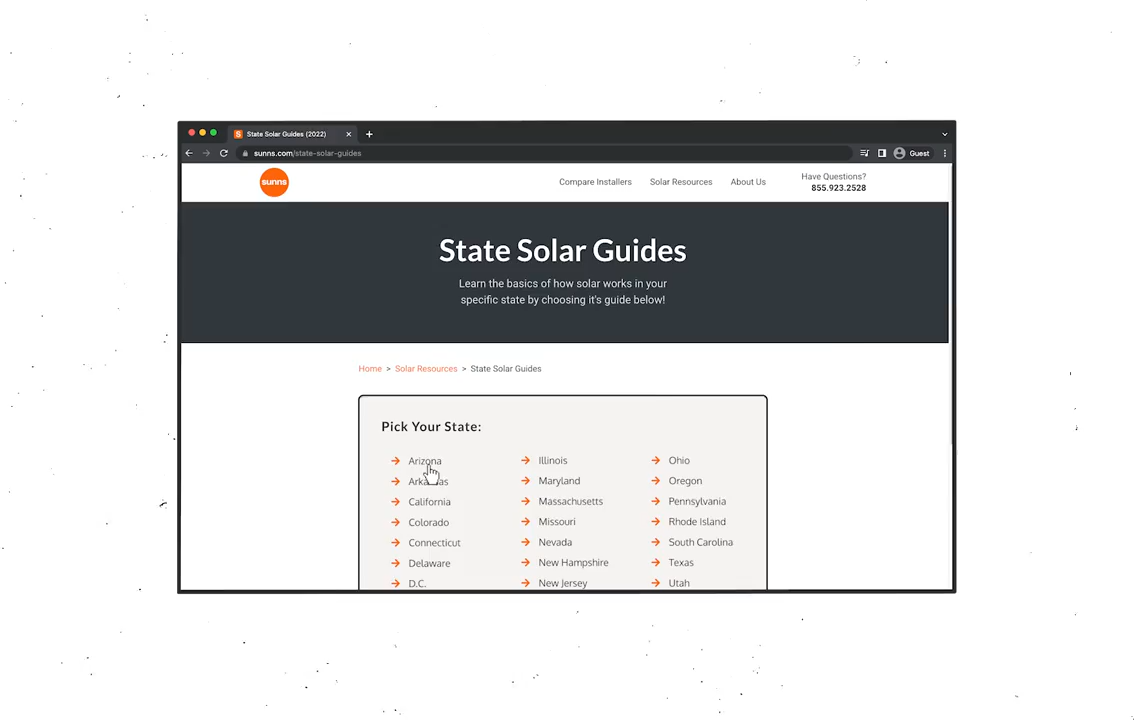 State Solar Guides (2022)
sunns.com/state-solar-guides
Guest
sunns
Compare Installers
Solar Resources
About Us
Have Questions?
855.923.2528
State Solar Guides
Learn the basics of how solar works in your
specific state by choosing it's guide below!
Home > Solar Resources > State Solar Guides
Pick Your State:
Arizona
Arkansas
California
Colorado
Connecticut
Delaware
D.C.
Illinois
Maryland
Massachusetts
Missouri
Nevada
New Hampshire
New Jersey
Ohio
Oregon
Pennsylvania
Rhode Island
South Carolina
Texas
Utah